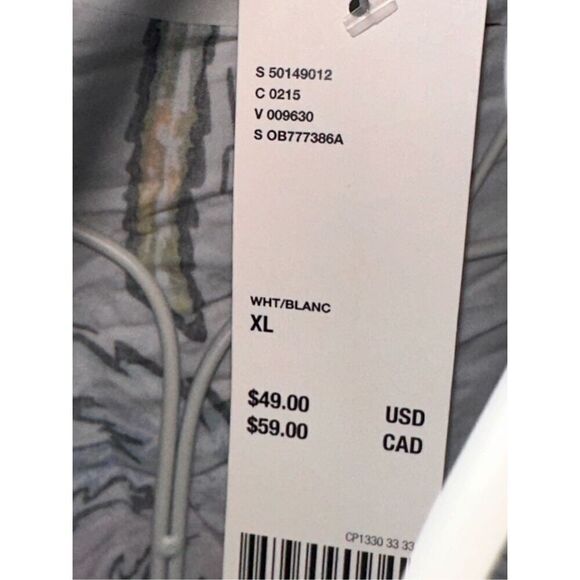 S 50149012
C 0215
V 009630
S OB777386A
WHT/BLANC
XL
$49.00 USD
$59.00 CAD
CP1330 33 33